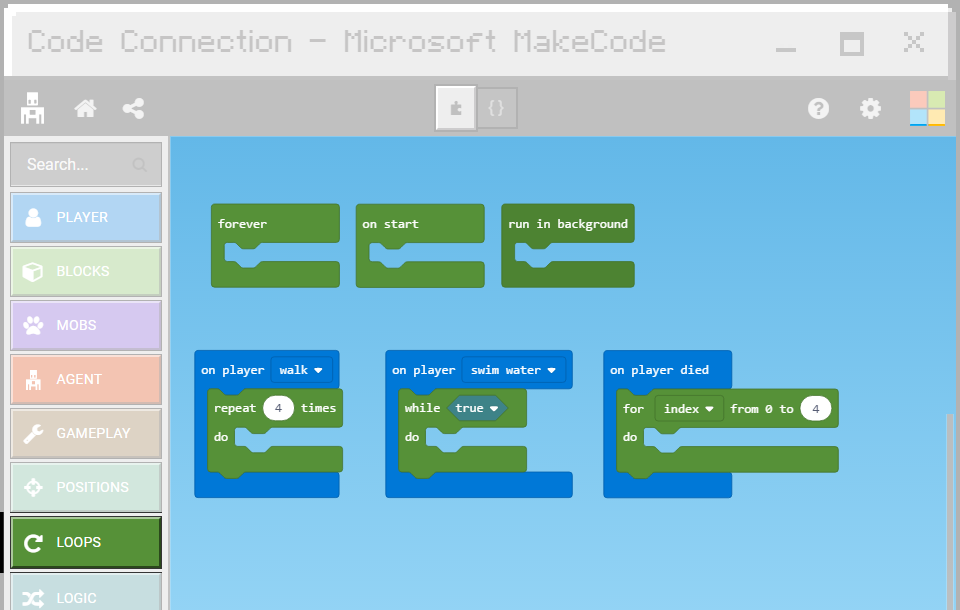 Code Connection - Microsoft MakeCode
{}
?
Search...
PLAYER
BLOCKS
MOBS
AGENT
GAMEPLAY
POSITIONS
LOOPS
LOGIC
forever
on start
run in background
on player walk
repeat 4 times
do
on player swim water
while true
do
on player died
for index from 0 to 4
do